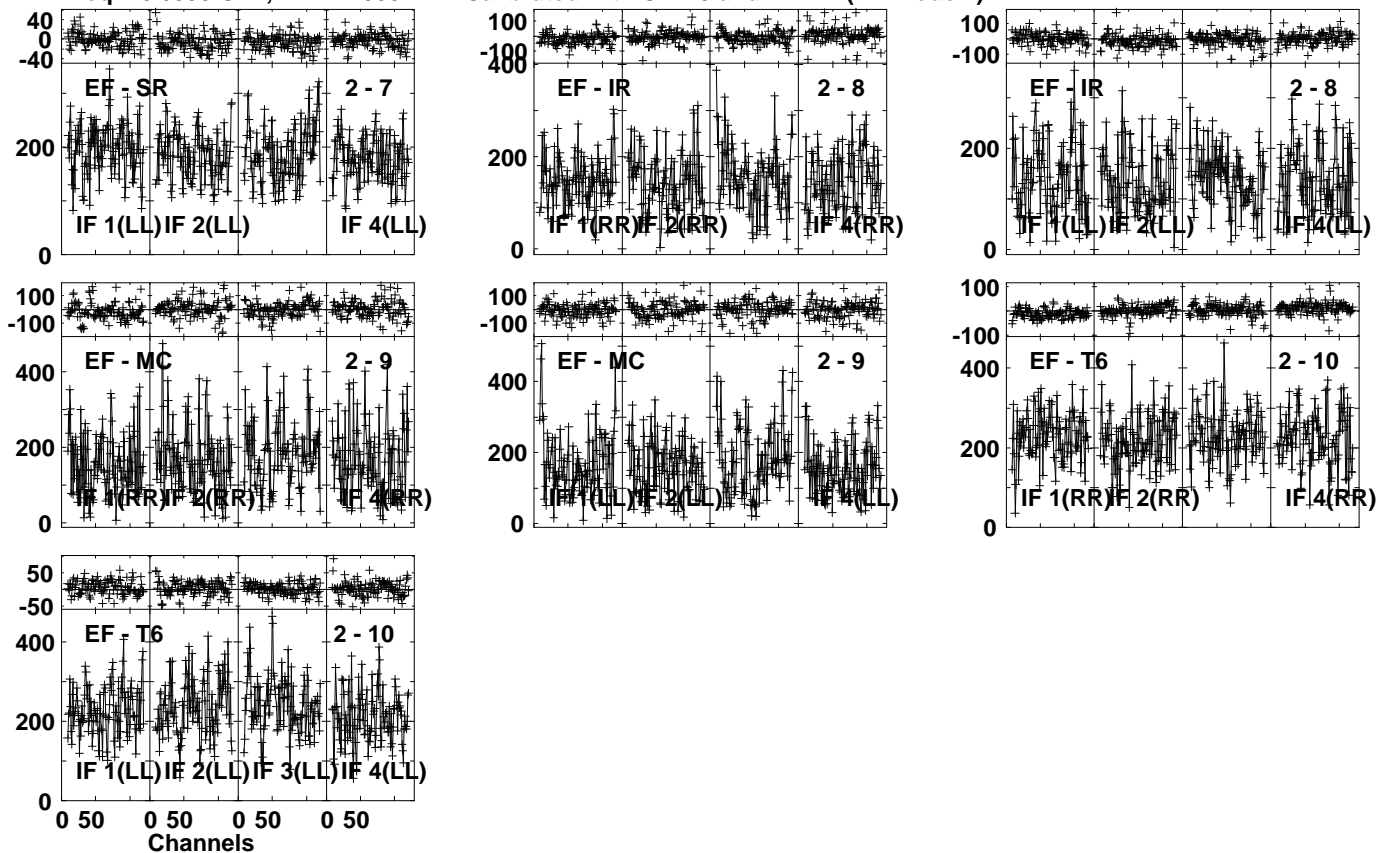 100
40
0
-40
0
-100
400
100
0
-100
EF - SR 2 - 7
EF - IR 2 - 8
EF - IR 2 - 8
200
200
200
IF 1(LL) IF 2(LL) IF 4(LL)
IF 1(RR) IF 2(RR) IF 4(RR)
IF 1(LL) IF 2(LL) IF 4(LL)
0
0
0
100
-100
100
-100
100
0
-100
EF - MC 2 - 9
EF - MC 2 - 9
EF - T6 2 - 10
400
400
400
200
200
200
IF 1(RR) IF 2(RR) IF 4(RR)
IF 1(LL) IF 2(LL) IF 4(LL)
IF 1(RR) IF 2(RR) IF 4(RR)
0
0
0
50
-50
EF - T6 2 - 10
400
200
IF 1(LL) IF 2(LL) IF 3(LL) IF 4(LL)
0
0 50 0 50 0 50 0 50
Channels